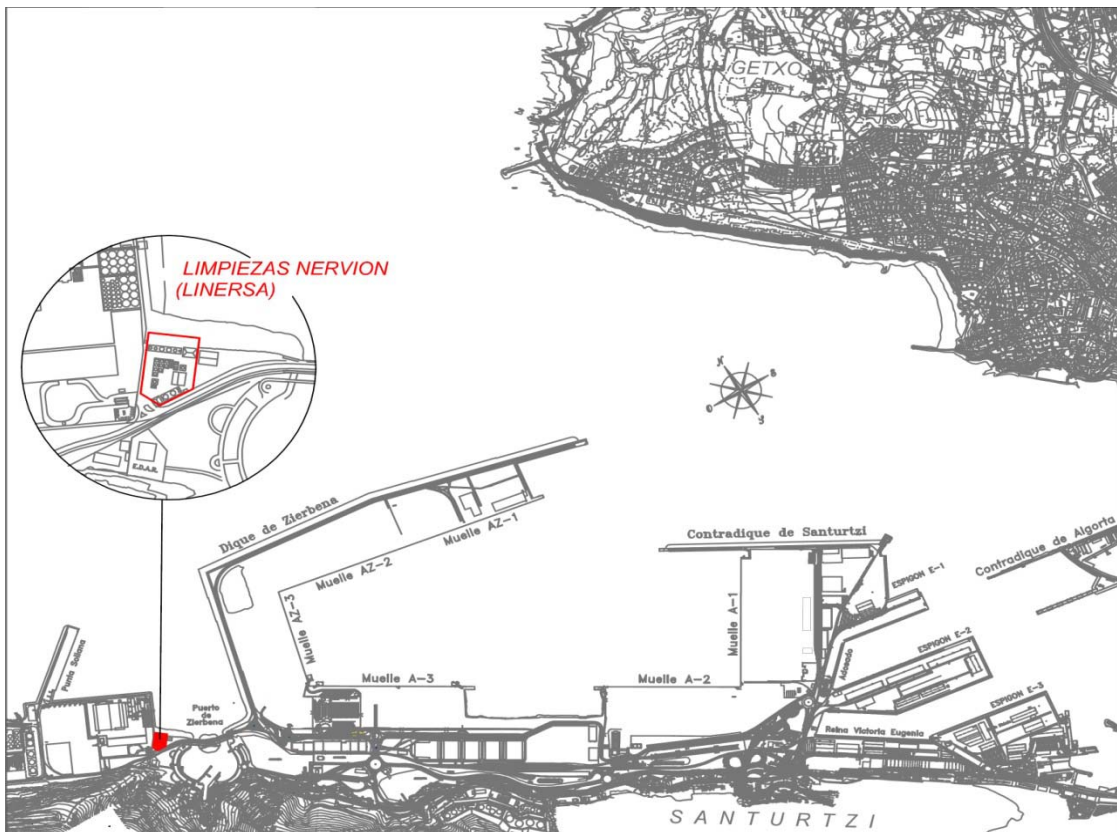 GETXO
LIMPIEZAS NERVION
(LINERSA)
E.D.A.R.
N
E
O
S
Dique de Zierbena
Muelle AZ-1
Muelle AZ-2
Muelle AZ-3
Contradique de Santurtzi
Contradique de Algorta
ESPIGON E-1
Muelle A-1
Adosado
ESPIGON E-2
Punta Sollana
Muelle A-3
Muelle A-2
ESPIGON E-3
Puerto
de
Zierbena
Reina Victoria Eugenia
SANTURTZI